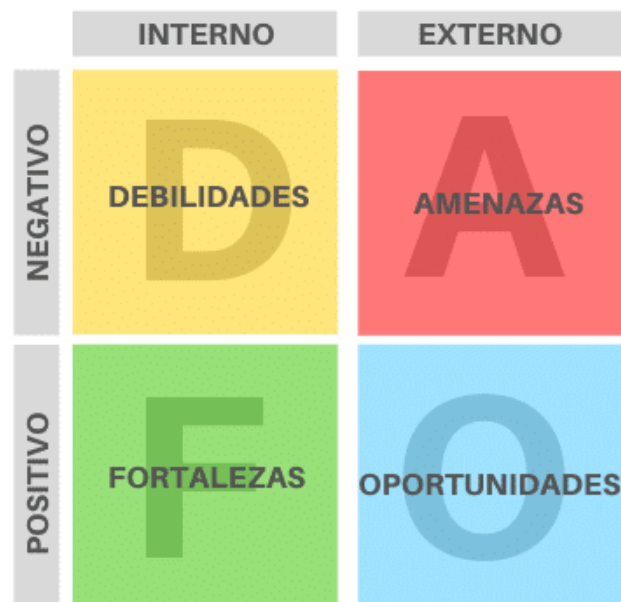 INTERNO
EXTERNO
NEGATIVO
D
DEBILIDADES
A
AMENAZAS
POSITIVO
F
FORTALEZAS
O
OPORTUNIDADES